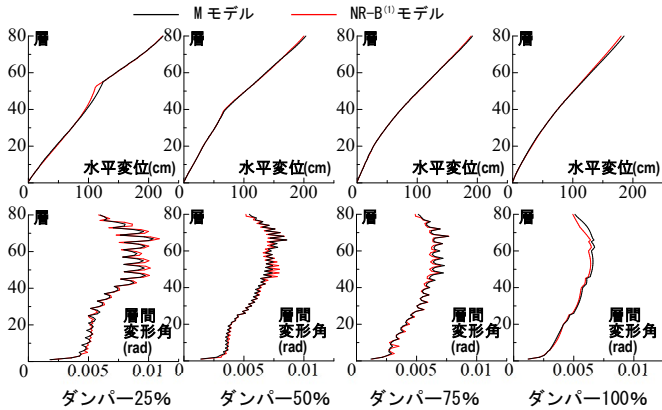 M モデル NR-B(1)モデル
80 層 80 層 80 層 80 層
60 60 60 60
40 40 40 40
20 20 20 20
水平変位(cm) 水平変位(cm) 水平変位(cm) 水平変位(cm)
0 100 200 0 100 200 0 100 200 0 100 200
80 層 80 層 80 層 80 層
60 60 60 60
40 40 40 40
20 20 20 20
層間 層間 層間 層間
変形角 変形角 変形角 変形角
(rad) (rad) (rad) (rad)
0.005 0.01 0.005 0.01 0.005 0.01 0.005 0.01
ダンパー25% ダンパー50% ダンパー75% ダンパー100%